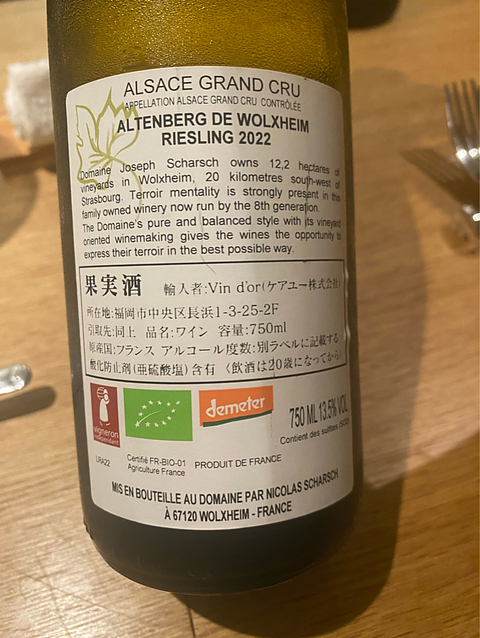 ALSACE GRAND CRU
APPELLATION ALSACE GRAND CRU CONTRÔLÉE
ALTENBERG DE WOLXHEIM
RIESLING 2022
Domaine Joseph Scharsch owns 12,2 hectares of
vineyards in Wolxheim, 20 kilometres south-west of
Strasbourg. Terroir mentality is strongly present in this
family owned winery now run by the 8th generation.
The Domaine's pure and balanced style with its vineyard
oriented winemaking gives the wines the opportunity to
express their terroir in the best possible way.
果実酒 輸入者:Vin d'or(ケアユー株式会社)
所在地:福岡市中央区長浜1-3-25-2F
引取先:同上 品名:ワイン 容量:750ml
原産国:フランス アルコール度数:別ラベルに記載する
酸化防止剤(亜硫酸塩)含有 〈飲酒は20歳になってから〉
vigneron
indépendant
demeter
750 ML 13.5% VOL
Contient des sulfites (SO2)
LRA22
Certifié FR-BIO-01
Agriculture France
PRODUIT DE FRANCE
MIS EN BOUTEILLE AU DOMAINE PAR NICOLAS SCHARSCH
À 67120 WOLXHEIM - FRANCE